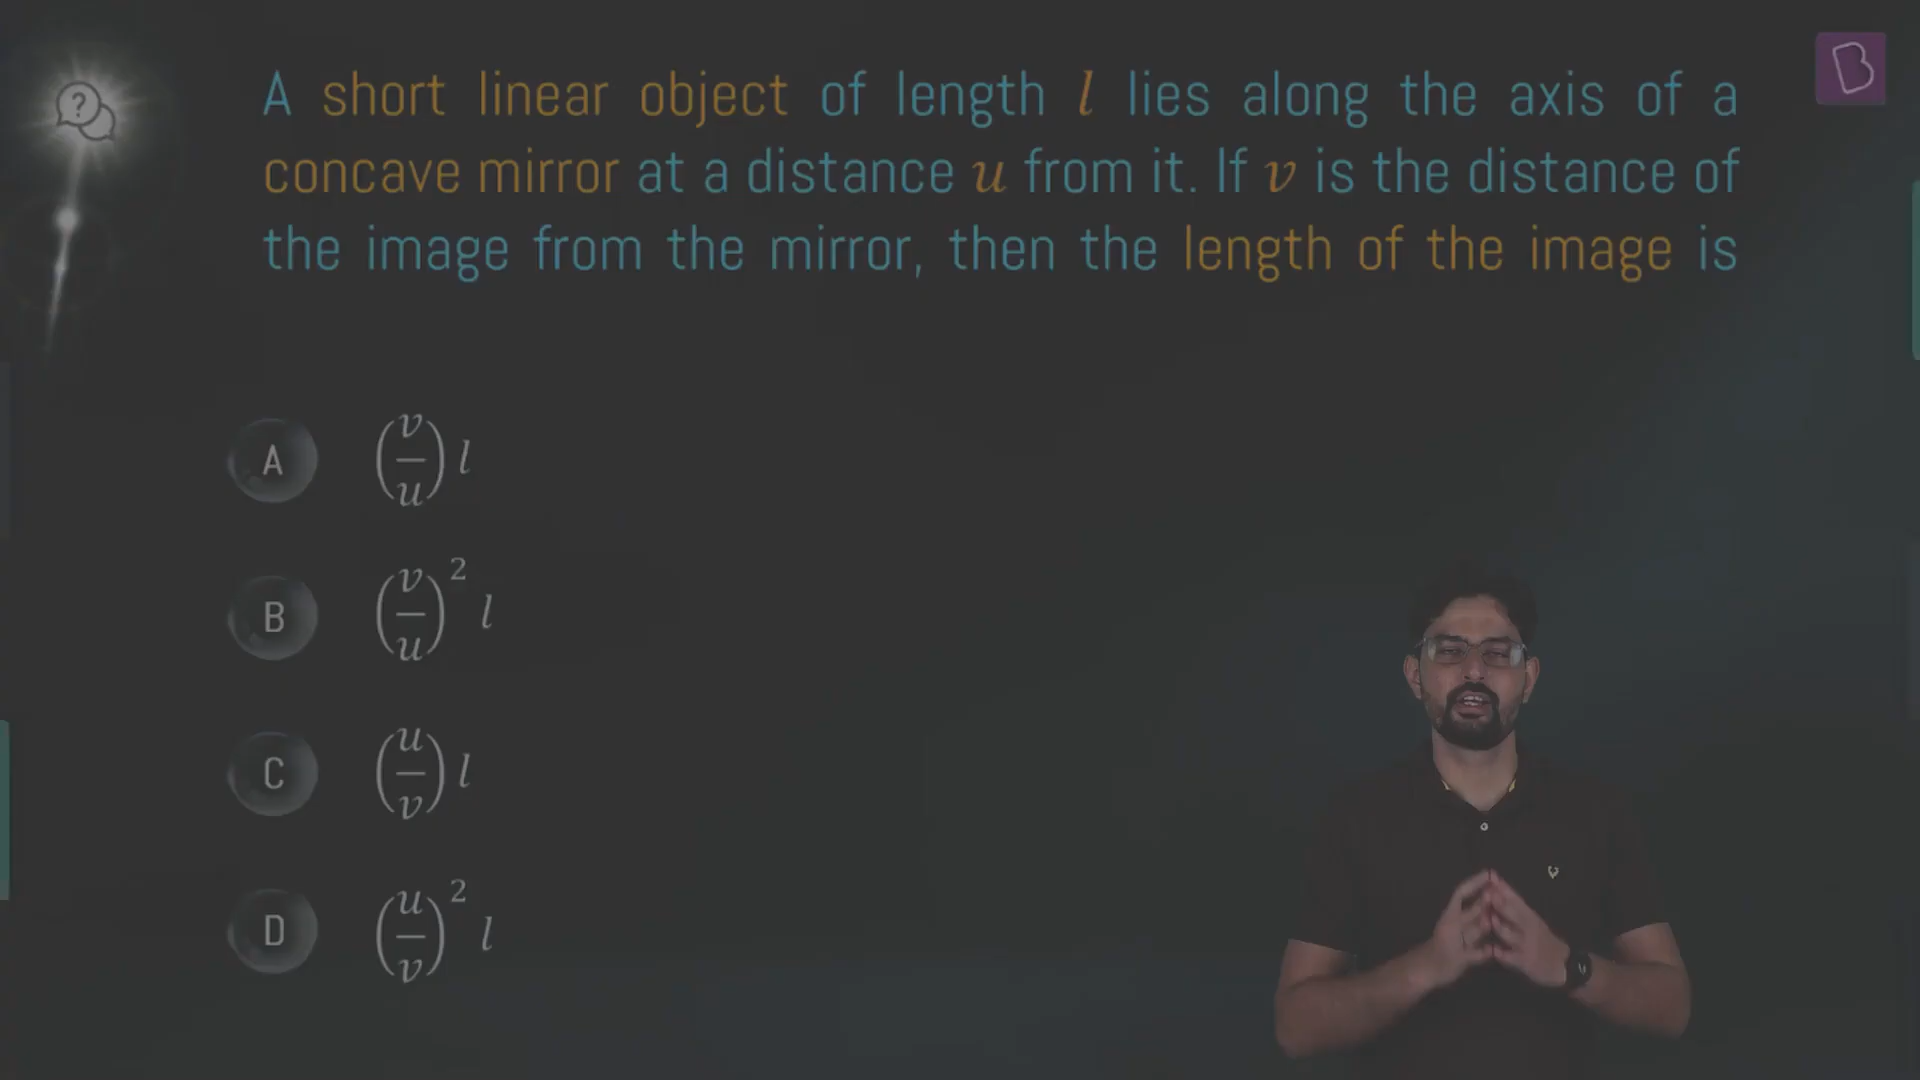 A short linear object of length l lies along the axis of a
concave mirror at a distance u from it. If v is the distance of
the image from the mirror, then the length of the image is
A (v/u) l
B (v/u)² l
C (u/v) l
D (u/v)² l